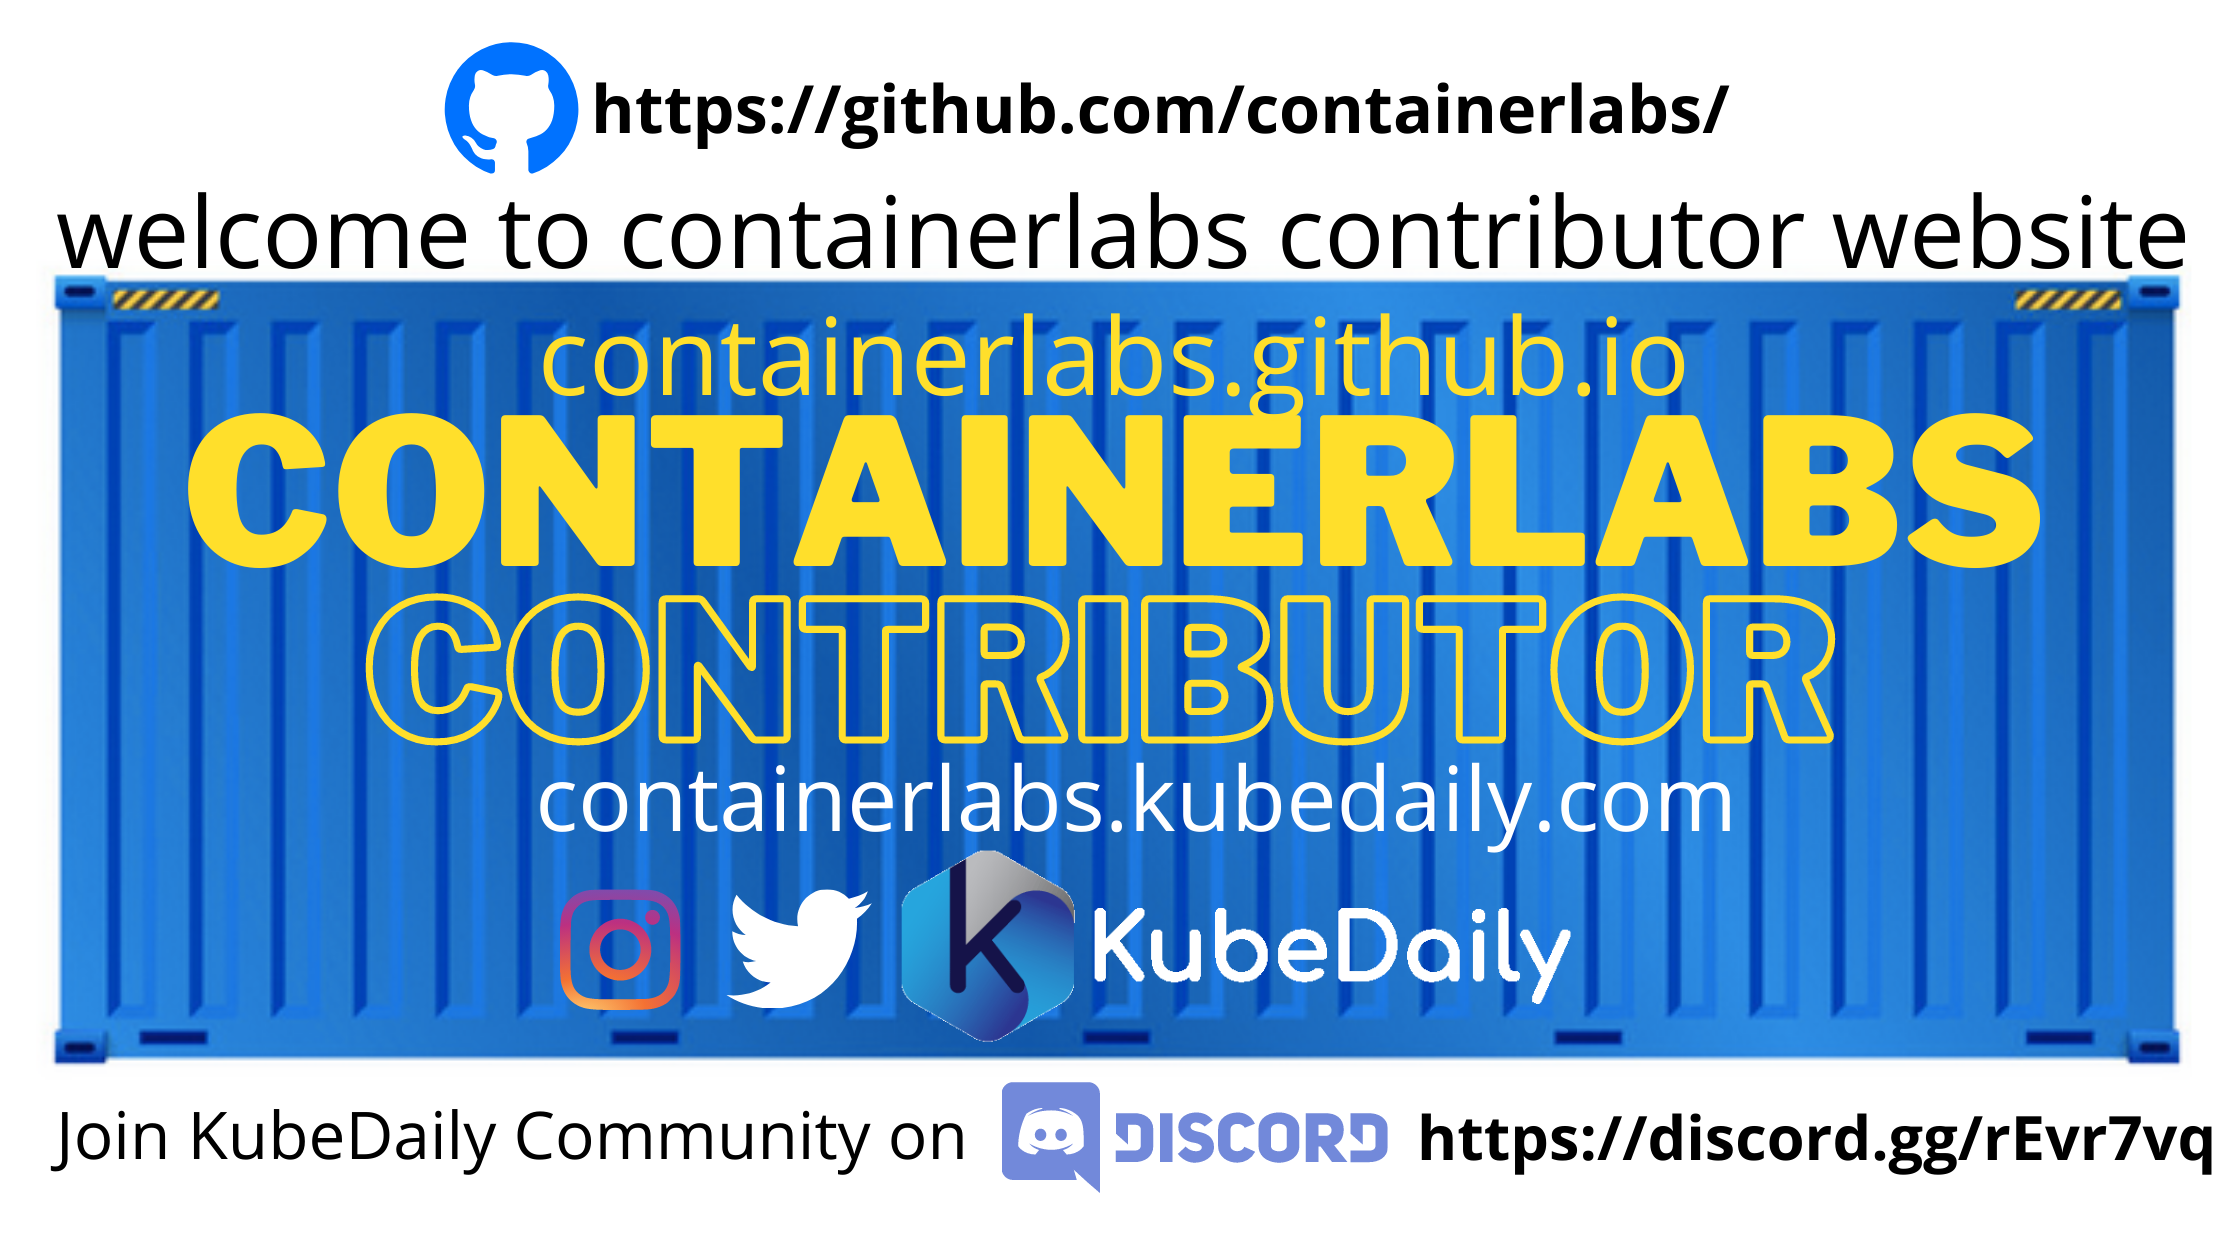 https://github.com/containerlabs/
welcome to containerlabs contributor website
containerlabs.github.io
CONTAINERLABS
CONTRIBUTOR
containerlabs.kubedaily.com
KubeDaily
Join KubeDaily Community on DISCORD https://discord.gg/rEvr7vq